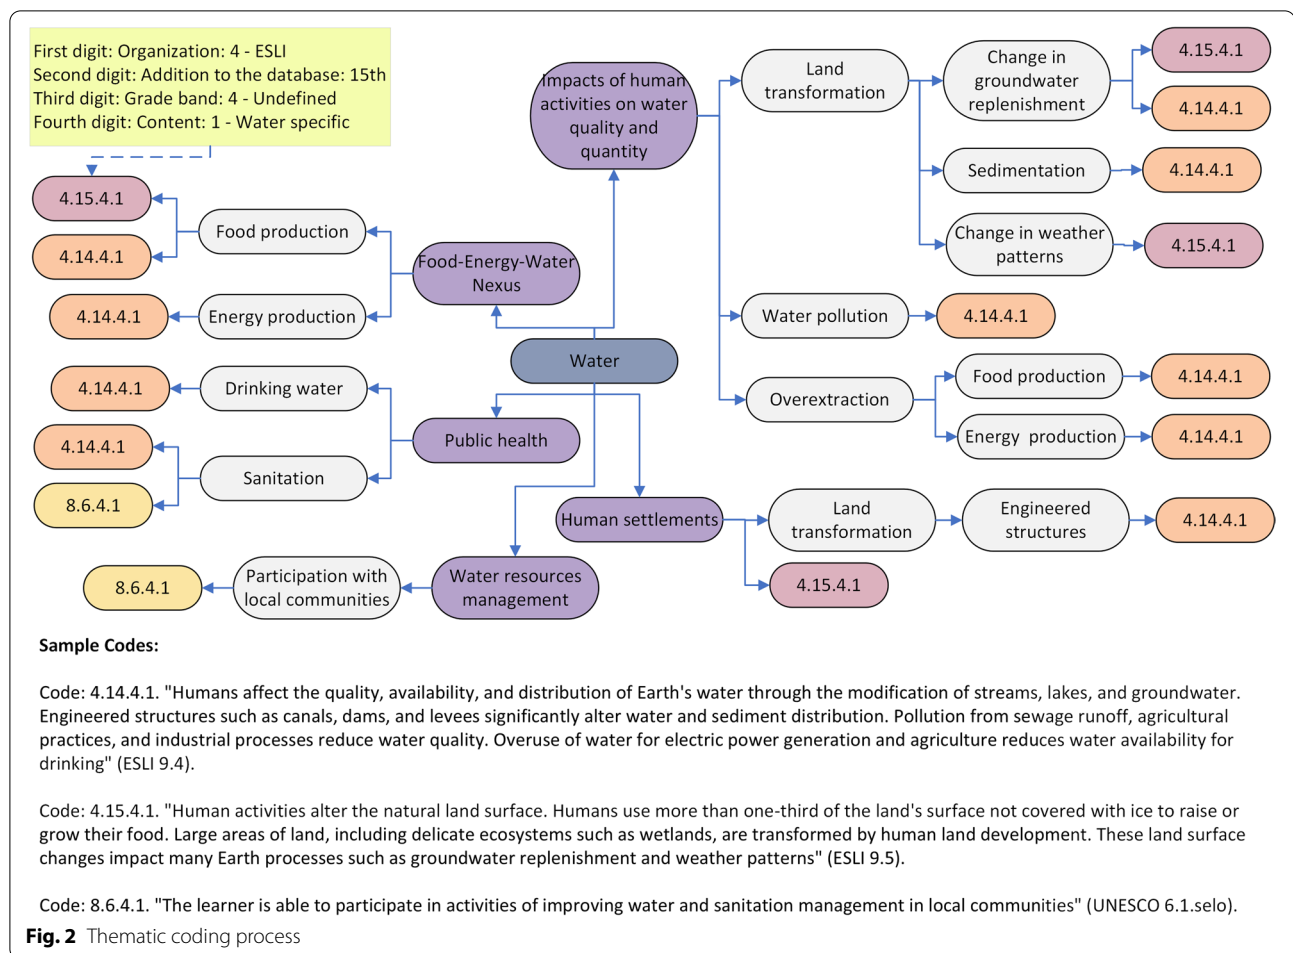 First digit: Organization: 4 - ESLI
Second digit: Addition to the database: 15th
Third digit: Grade band: 4 - Undefined
Fourth digit: Content: 1 - Water specific
4.15.4.1
4.14.4.1
Food production
4.14.4.1
Energy production
Food-Energy-Water
Nexus
Water
4.14.4.1
Drinking water
4.14.4.1
8.6.4.1
Sanitation
Public health
8.6.4.1
Participation with
local communities
Water resources
management
Impacts of human
activities on water
quality and
quantity
Land
transformation
Change in
groundwater
replenishment
4.15.4.1
4.14.4.1
Sedimentation
4.14.4.1
Change in weather
patterns
4.15.4.1
Water pollution
4.14.4.1
Overextraction
Food production
4.14.4.1
Energy production
4.14.4.1
Human settlements
Land
transformation
Engineered
structures
4.14.4.1
4.15.4.1
Sample Codes:
Code: 4.14.4.1. "Humans affect the quality, availability, and distribution of Earth's water through the modification of streams, lakes, and groundwater.
Engineered structures such as canals, dams, and levees significantly alter water and sediment distribution. Pollution from sewage runoff, agricultural
practices, and industrial processes reduce water quality. Overuse of water for electric power generation and agriculture reduces water availability for
drinking" (ESLI 9.4).
Code: 4.15.4.1. "Human activities alter the natural land surface. Humans use more than one-third of the land's surface not covered with ice to raise or
grow their food. Large areas of land, including delicate ecosystems such as wetlands, are transformed by human land development. These land surface
changes impact many Earth processes such as groundwater replenishment and weather patterns" (ESLI 9.5).
Code: 8.6.4.1. "The learner is able to participate in activities of improving water and sanitation management in local communities" (UNESCO 6.1.selo).
Fig. 2 Thematic coding process